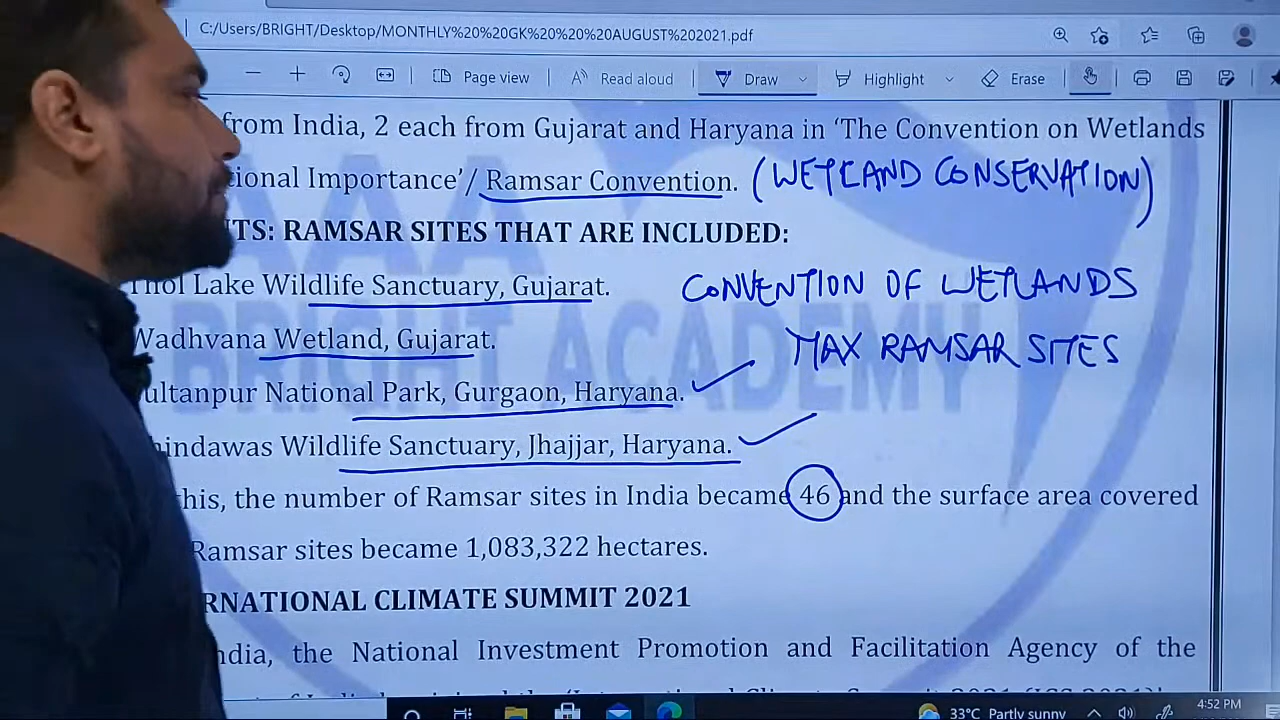 C:/Users/BRIGHT/Desktop/MONTHLY%20%20GK%20%20%20AUGUST%202021.pdf
Page view
Read aloud
Draw
Highlight
Erase
from India, 2 each from Gujarat and Haryana in ‘The Convention on Wetlands
tional Importance’/ Ramsar Convention. (WETLAND CONSERVATION)
TS: RAMSAR SITES THAT ARE INCLUDED:
Thol Lake Wildlife Sanctuary, Gujarat. CONVENTION OF WETLANDS
Wadhvana Wetland, Gujarat. MAX RAMSAR SITES
ultanpur National Park, Gurgaon, Haryana.
hindawas Wildlife Sanctuary, Jhajjar, Haryana.
this, the number of Ramsar sites in India became 46 and the surface area covered
Ramsar sites became 1,083,322 hectares.
RNATIONAL CLIMATE SUMMIT 2021
ndia, the National Investment Promotion and Facilitation Agency of the
AAA
BRIGHT ACADEMY
33°C Partly sunny
4:52 PM